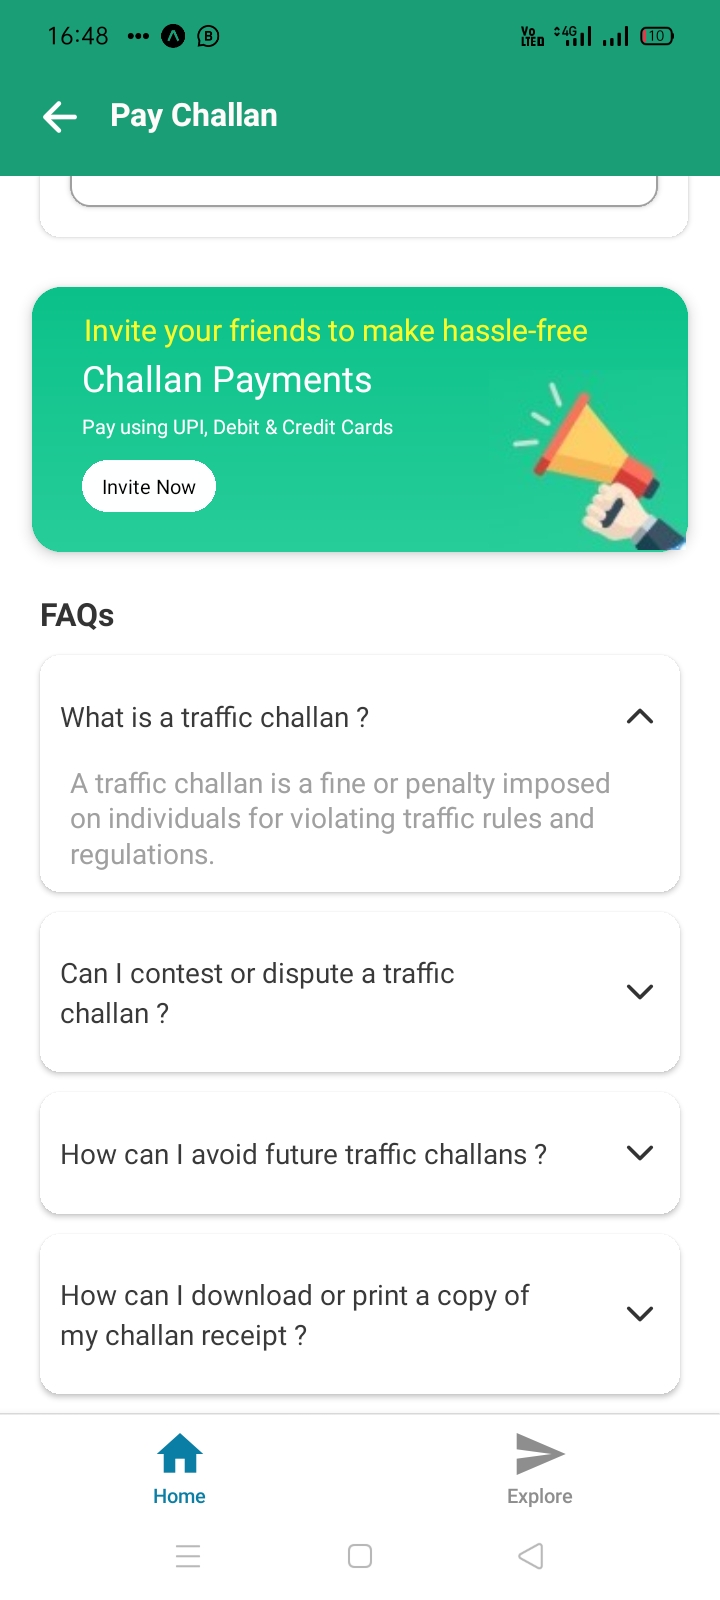 16:48
Vo
LTE D
4G
10
Pay Challan
Invite your friends to make hassle-free
Challan Payments
Pay using UPI, Debit & Credit Cards
Invite Now
FAQs
What is a traffic challan ?
A traffic challan is a fine or penalty imposed
on individuals for violating traffic rules and
regulations.
Can I contest or dispute a traffic
challan ?
How can I avoid future traffic challans ?
How can I download or print a copy of
my challan receipt ?
Home
Explore